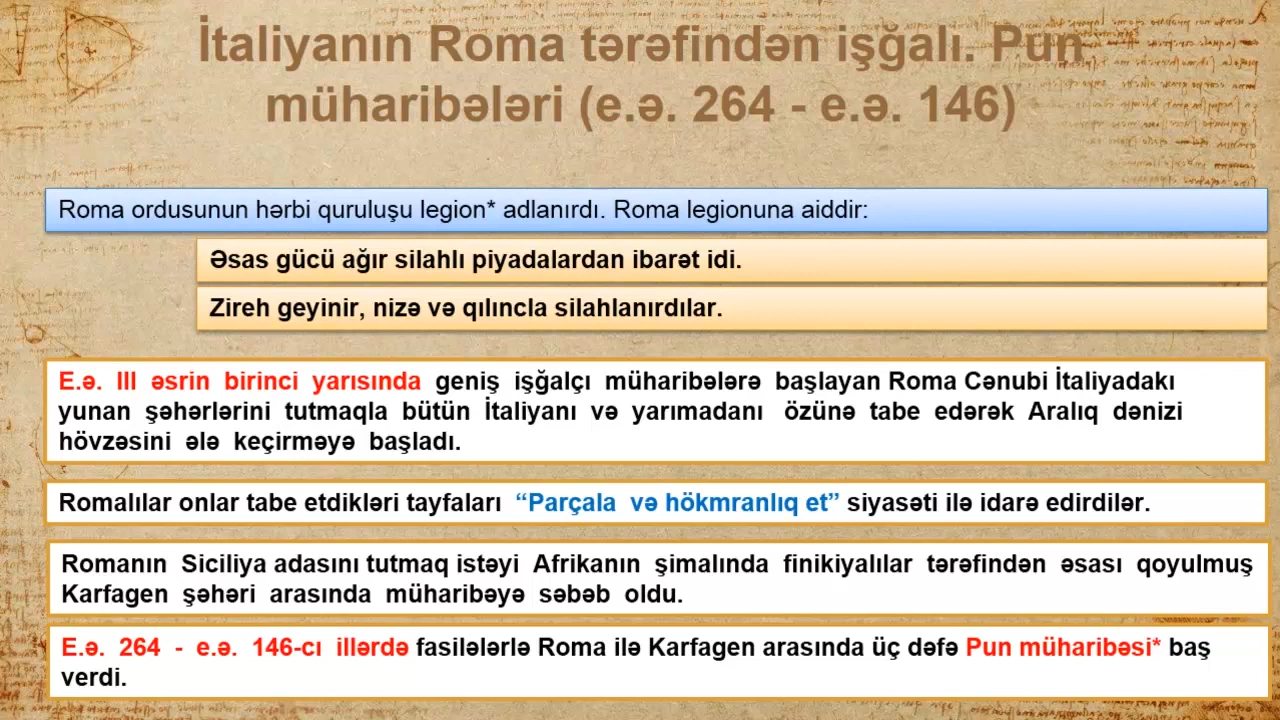 İtaliyanın Roma tərəfindən işğalı. Pun
müharibələri (e.ə. 264 - e.ə. 146)
Roma ordusunun hərbi quruluşu legion* adlanırdı. Roma legionuna aiddir:
Əsas gücü ağır silahlı piyadalardan ibarət idi.
Zireh geyinir, nizə və qılıncla silahlanırdılar.
E.ə. III əsrin birinci yarısında geniş işğalçı müharibələrə başlayan Roma Cənubi İtaliyadakı
yunan şəhərlərini tutmaqla bütün İtaliyanı və yarımadanı özünə tabe edərək Aralıq dənizi
hövzəsini ələ keçirməyə başladı.
Romalılar onlar tabe etdikləri tayfaları “Parçala və hökmranlıq et” siyasəti ilə idarə edirdilər.
Romanın Siciliya adasını tutmaq istəyi Afrikanın şimalında finikiyalılar tərəfindən əsası qoyulmuş
Karfagen şəhəri arasında müharibəyə səbəb oldu.
E.ə. 264 - e.ə. 146-cı illərdə fasilələrlə Roma ilə Karfagen arasında üç dəfə Pun müharibəsi* baş
verdi.